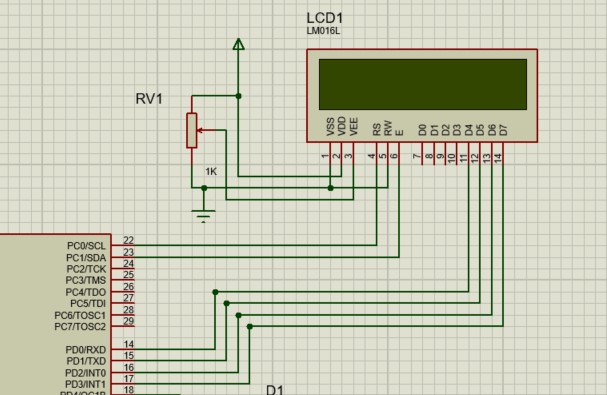 LCD1
LM016L
RV1
1K
VSS
VDD
VEE
RS
RW
E
D0
D1
D2
D3
D4
D5
D6
D7
1
2
3
4
5
6
7
8
9
10
11
12
13
14
PC0/SCL 22
PC1/SDA 23
PC2/TCK 24
PC3/TMS 25
PC4/TDO 26
PC5/TDI 27
PC6/TOSC1 28
PC7/TOSC2 29
PD0/RXD 14
PD1/TXD 15
PD2/INT0 16
PD3/INT1 17
PD4/OC1B 18
D1